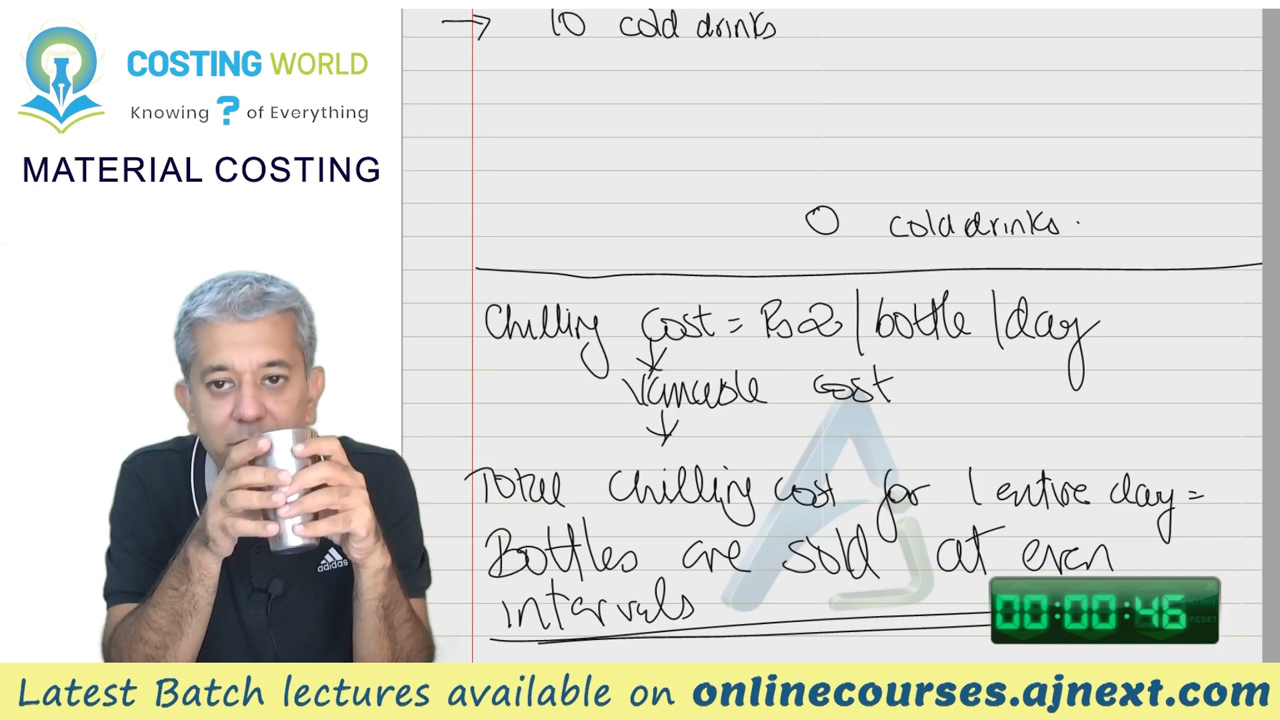 COSTING WORLD
Knowing ? of Everything
MATERIAL COSTING
→ 10 cold drinks
0 cold drinks.
Chilling cost = Rs 2 / bottle / day
↓
Variable cost
↓
Total chilling cost for 1 entire day =
Bottles are sold at even
intervals
adidas
00:00:46
Latest Batch lectures available on onlinecourses.ajnext.com